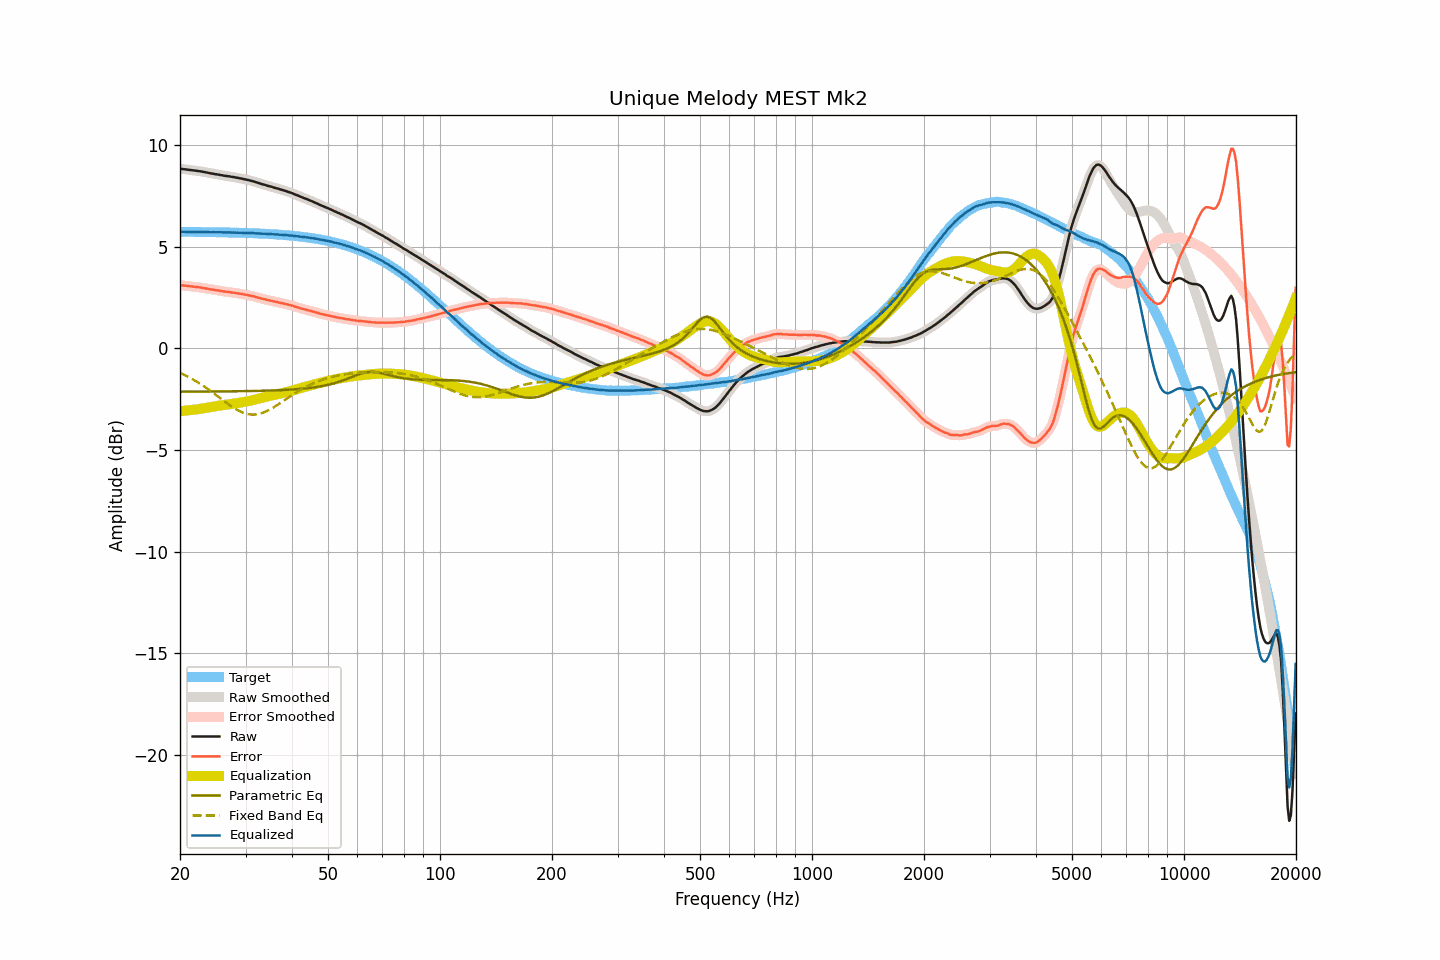 Unique Melody MEST Mk2
Amplitude (dBr)
10
5
0
−5
−10
−15
−20
Target
Raw Smoothed
Error Smoothed
Raw
Error
Equalization
Parametric Eq
Fixed Band Eq
Equalized
20 50 100 200 500 1000 2000 5000 10000 20000
Frequency (Hz)